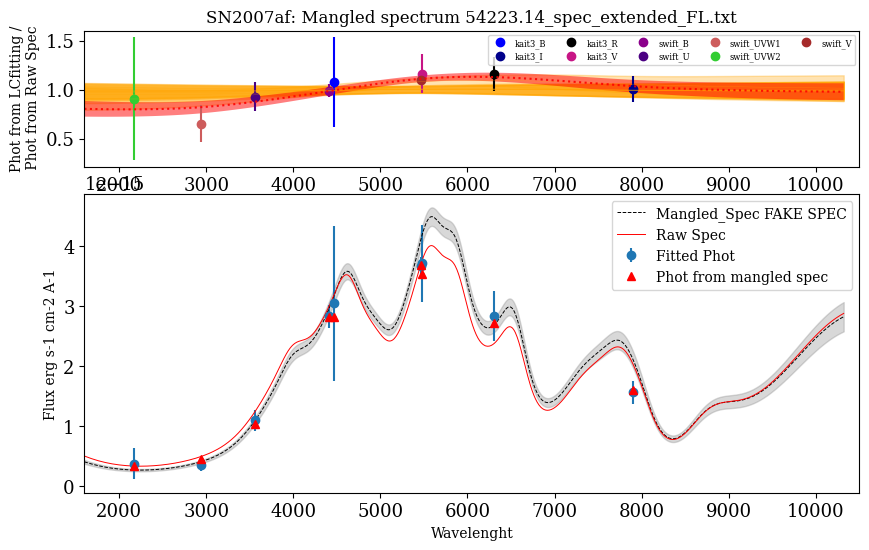 SN2007af: Mangled spectrum 54223.14_spec_extended_FL.txt
Phot from LCfitting /
Phot from Raw Spec
1.5
1.0
0.5
kait3_B
kait3_R
swift_B
swift_UVW1
swift_V
kait3_I
kait3_V
swift_U
swift_UVW2
2000 3000 4000 5000 6000 7000 8000 9000 10000
1e−15
Flux erg s-1 cm-2 A-1
4
3
2
1
0
Mangled_Spec FAKE SPEC
Raw Spec
Fitted Phot
Phot from mangled spec
2000 3000 4000 5000 6000 7000 8000 9000 10000
Wavelenght